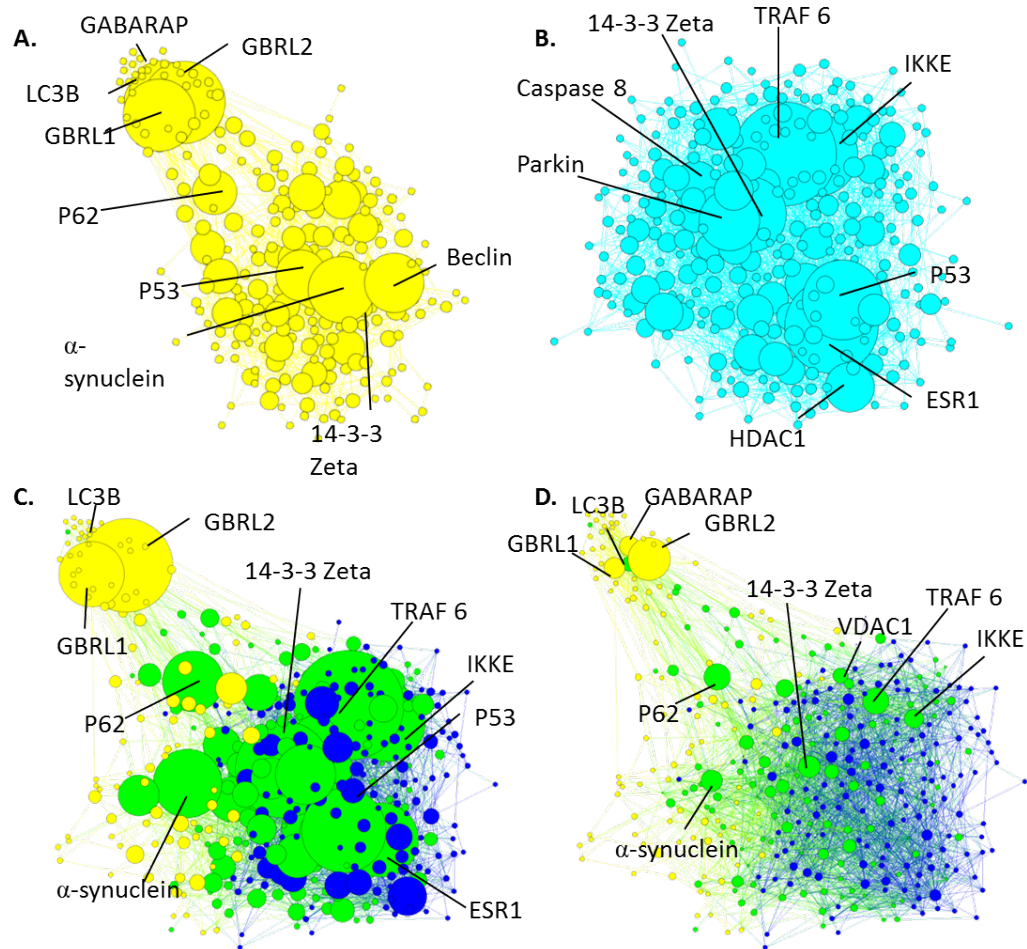 A.
GABARAP
GBRL2
LC3B
GBRL1
P62
P53
Beclin
α-
synuclein
14-3-3
Zeta
B.
14-3-3 Zeta
TRAF 6
IKKE
Caspase 8
Parkin
P53
ESR1
HDAC1
C.
LC3B
GBRL2
14-3-3 Zeta
TRAF 6
IKKE
P53
GBRL1
P62
α-synuclein
ESR1
D.
LC3B
GABARAP
GBRL2
GBRL1
14-3-3 Zeta
TRAF 6
VDAC1
IKKE
P62
α-synuclein